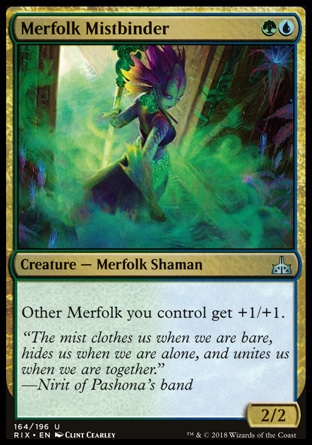 Merfolk Mistbinder
Creature — Merfolk Shaman
Other Merfolk you control get +1/+1.
“The mist clothes us when we are bare,
hides us when we are alone, and unites us
when we are together.”
—Nirit of Pashona's band
2/2
164/196 U
RIX • EN Clint Cearley
™ & © 2018 Wizards of the Coast